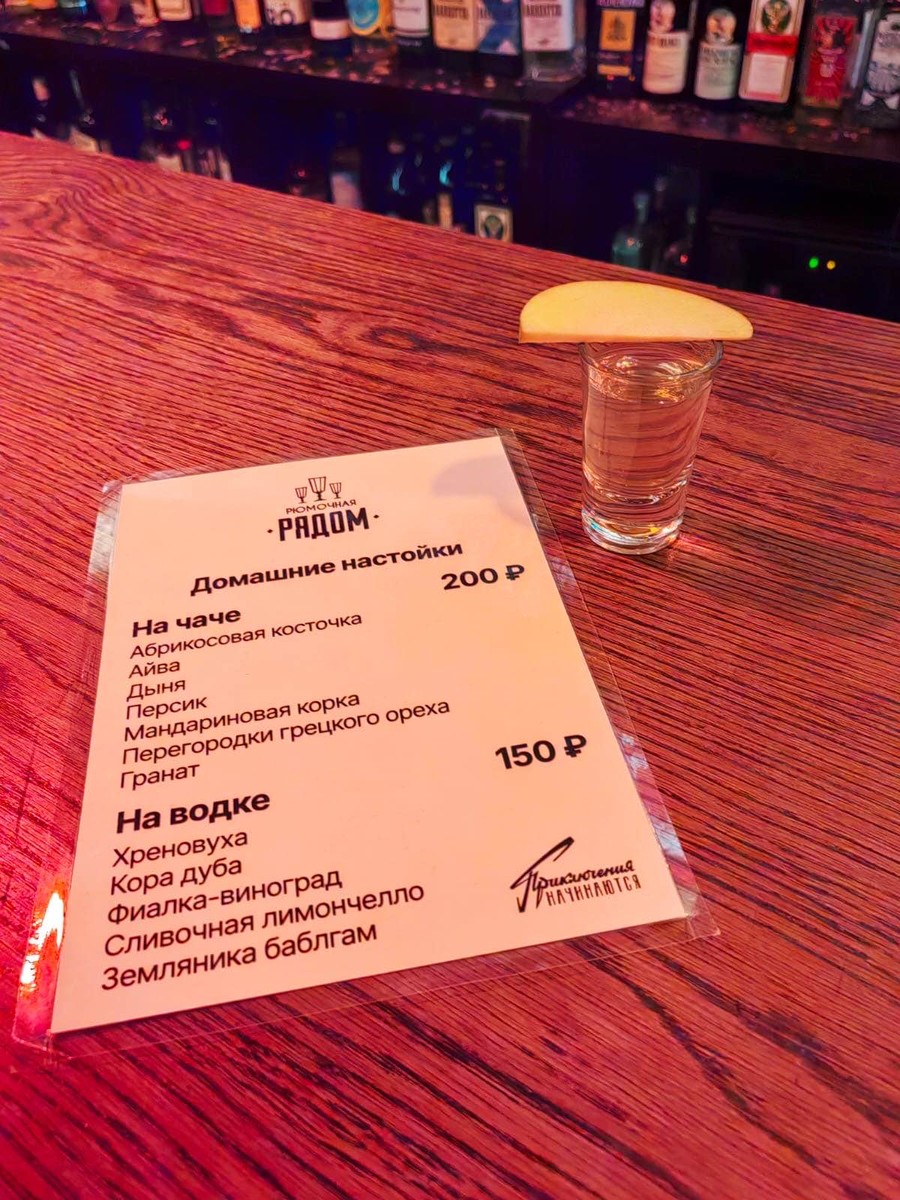 РЮМОЧНАЯ
РЯДОМ
Домашние настойки
200 ₽
На чаче
Абрикосовая косточка
Айва
Дыня
Персик
Мандариновая корка
Перегородки грецкого ореха
Гранат
150 ₽
На водке
Хреновуха
Кора дуба
Фиалка-виноград
Сливочная лимончелло
Земляника баблгам
Приключения
НАЧИНАЮТСЯ